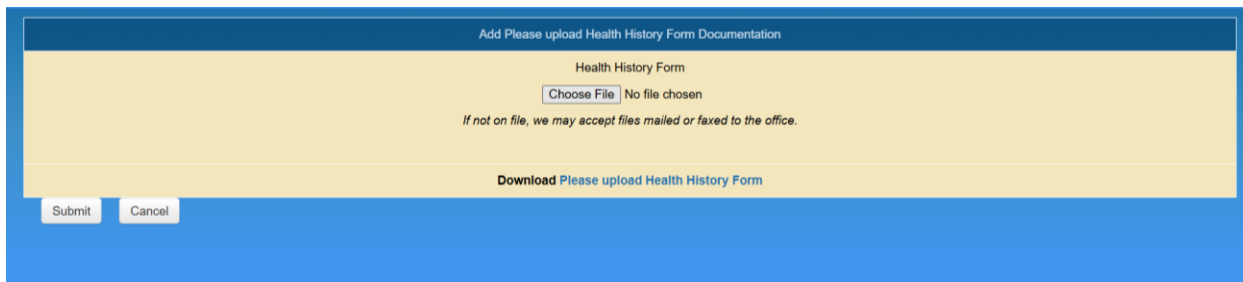 Add Please upload Health History Form Documentation
Health History Form
Choose File No file chosen
If not on file, we may accept files mailed or faxed to the office.
Download Please upload Health History Form
Submit Cancel